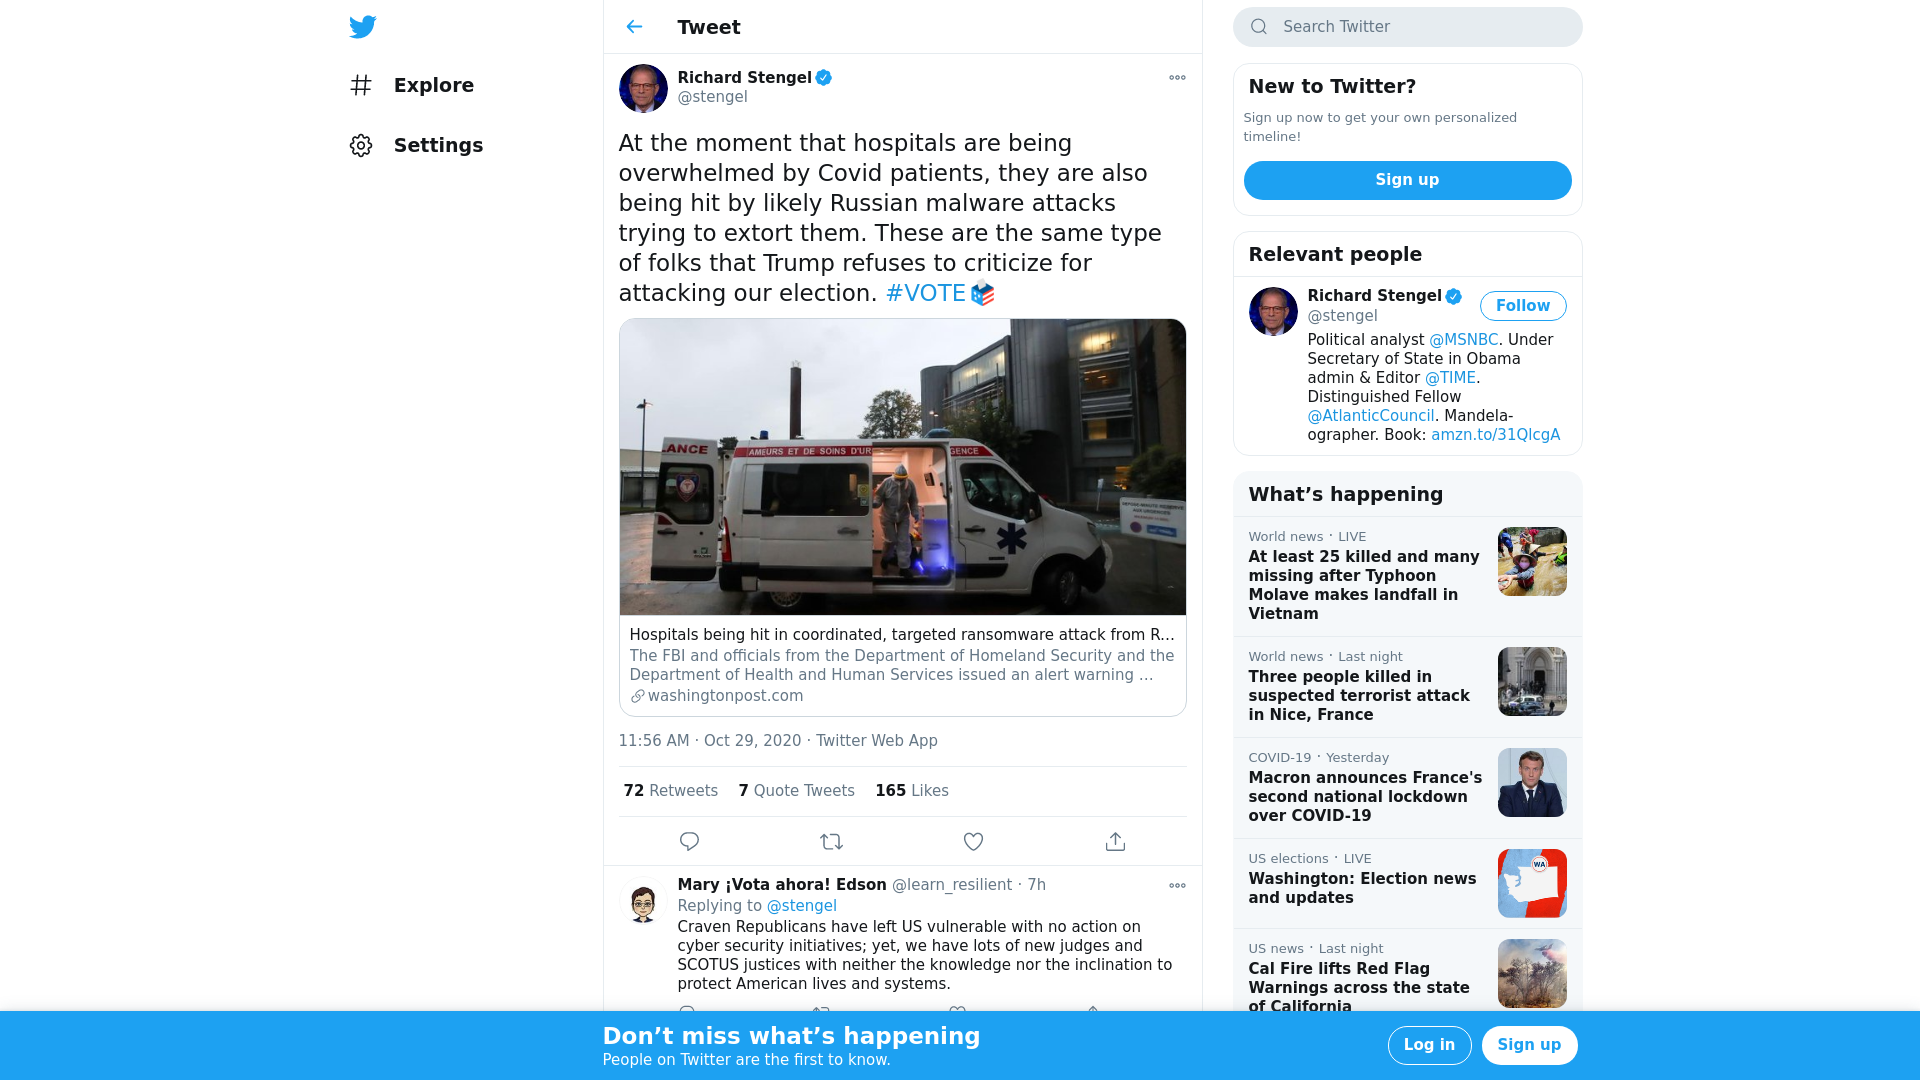 Explore
Settings
Tweet
Richard Stengel
@stengel
At the moment that hospitals are being
overwhelmed by Covid patients, they are also
being hit by likely Russian malware attacks
trying to extort them. These are the same type
of folks that Trump refuses to criticize for
attacking our election. #VOTE
LANCE
AMEURS ET DE SOINS D'UR
GENCE
Hospitals being hit in coordinated, targeted ransomware attack from R…
The FBI and officials from the Department of Homeland Security and the
Department of Health and Human Services issued an alert warning …
washingtonpost.com
11:56 AM · Oct 29, 2020 · Twitter Web App
72 Retweets 7 Quote Tweets 165 Likes
Mary ¡Vota ahora! Edson @learn_resilient · 7h
Replying to @stengel
Craven Republicans have left US vulnerable with no action on
cyber security initiatives; yet, we have lots of new judges and
SCOTUS justices with neither the knowledge nor the inclination to
protect American lives and systems.
Search Twitter
New to Twitter?
Sign up now to get your own personalized
timeline!
Sign up
Relevant people
Richard Stengel
@stengel
Follow
Political analyst @MSNBC. Under
Secretary of State in Obama
admin & Editor @TIME.
Distinguished Fellow
@AtlanticCouncil. Mandela-
ographer. Book: amzn.to/31QIcgA
What's happening
World news · LIVE
At least 25 killed and many
missing after Typhoon
Molave makes landfall in
Vietnam
World news · Last night
Three people killed in
suspected terrorist attack
in Nice, France
COVID-19 · Yesterday
Macron announces France's
second national lockdown
over COVID-19
US elections · LIVE
Washington: Election news
and updates
WA
US news · Last night
Cal Fire lifts Red Flag
Warnings across the state
of California
Don't miss what's happening
People on Twitter are the first to know.
Log in
Sign up